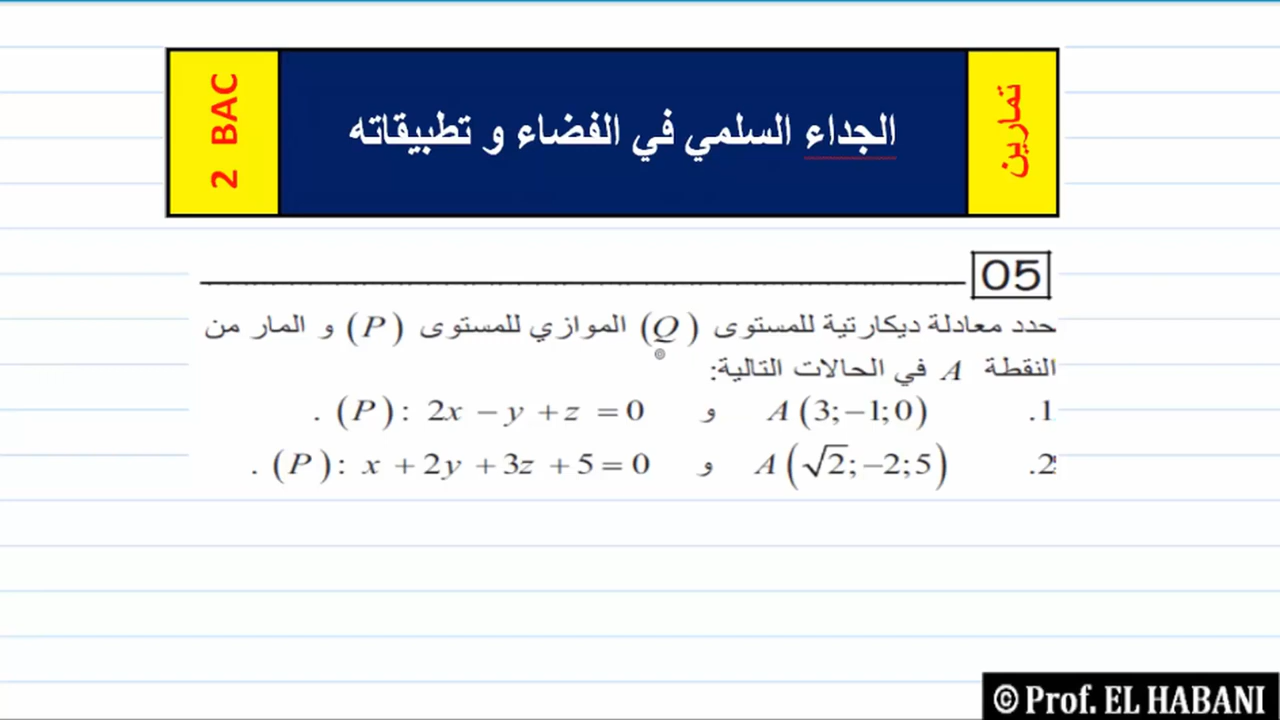 2 BAC
الجداء السلمي في الفضاء و تطبيقاته
تمارين
05
حدد معادلة ديكارتية للمستوى (Q) الموازي للمستوى (P) و المار من
النقطة A في الحالات التالية:
1. A(3;−1;0) و (P): 2x − y + z = 0 .
2. A(√2;−2;5) و (P): x + 2y + 3z + 5 = 0 .
© Prof. EL HABANI